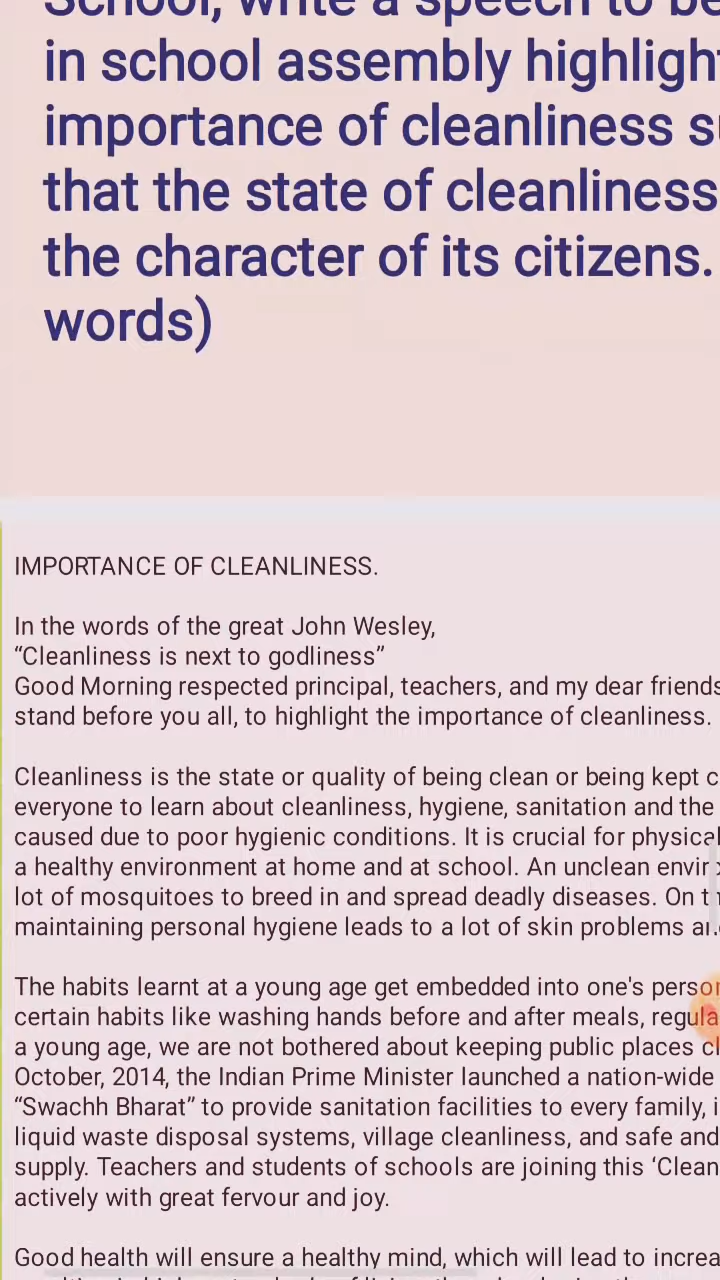 School, write a speech to be
in school assembly highlight
importance of cleanliness su
that the state of cleanliness
the character of its citizens.
words)
IMPORTANCE OF CLEANLINESS.
In the words of the great John Wesley,
“Cleanliness is next to godliness”
Good Morning respected principal, teachers, and my dear friends
stand before you all, to highlight the importance of cleanliness.
Cleanliness is the state or quality of being clean or being kept c
everyone to learn about cleanliness, hygiene, sanitation and the
caused due to poor hygienic conditions. It is crucial for physical
a healthy environment at home and at school. An unclean envir
lot of mosquitoes to breed in and spread deadly diseases. On t
maintaining personal hygiene leads to a lot of skin problems
The habits learnt at a young age get embedded into one's person
certain habits like washing hands before and after meals, regula
a young age, we are not bothered about keeping public places cl
October, 2014, the Indian Prime Minister launched a nation-wide
“Swachh Bharat” to provide sanitation facilities to every family, i
liquid waste disposal systems, village cleanliness, and safe and
supply. Teachers and students of schools are joining this ‘Clean
actively with great fervour and joy.
Good health will ensure a healthy mind, which will lead to increa